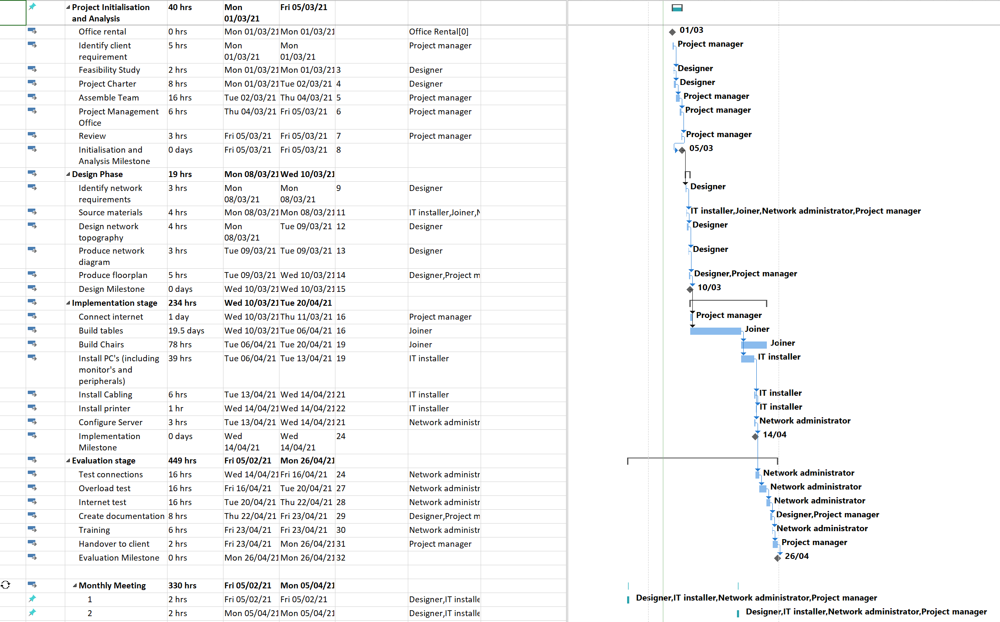 Project Initialisation and Analysis 40 hrs Mon 01/03/21 Fri 05/03/21
Office rental 0 hrs Mon 01/03/21 Mon 01/03/21 Office Rental[0] 01/03
Identify client requirement 5 hrs Mon 01/03/21 Mon 01/03/21 Project manager Project manager
Feasibility Study 2 hrs Mon 01/03/21 Mon 01/03/21 3 Designer Designer
Project Charter 8 hrs Mon 01/03/21 Tue 02/03/21 4 Designer Designer
Assemble Team 16 hrs Tue 02/03/21 Thu 04/03/21 5 Project manager Project manager
Project Management Office 6 hrs Thu 04/03/21 Fri 05/03/21 6 Project manager Project manager
Review 3 hrs Fri 05/03/21 Fri 05/03/21 7 Project manager Project manager
Initialisation and Analysis Milestone 0 days Fri 05/03/21 Fri 05/03/21 8 05/03
Design Phase 19 hrs Mon 08/03/21 Wed 10/03/21
Identify network requirements 3 hrs Mon 08/03/21 Mon 08/03/21 9 Designer Designer
Source materials 4 hrs Mon 08/03/21 Mon 08/03/21 11 IT installer,Joiner,N IT installer,Joiner,Network administrator,Project manager
Design network topography 4 hrs Mon 08/03/21 Tue 09/03/21 12 Designer Designer
Produce network diagram 3 hrs Tue 09/03/21 Tue 09/03/21 13 Designer Designer
Produce floorplan 5 hrs Tue 09/03/21 Wed 10/03/21 14 Designer,Project m Designer,Project manager
Design Milestone 0 days Wed 10/03/21 Wed 10/03/21 15 10/03
Implementation stage 234 hrs Wed 10/03/21 Tue 20/04/21
Connect internet 1 day Wed 10/03/21 Thu 11/03/21 16 Project manager Project manager
Build tables 19.5 days Wed 10/03/21 Tue 06/04/21 16 Joiner Joiner
Build Chairs 78 hrs Tue 06/04/21 Tue 20/04/21 19 Joiner Joiner
Install PC's (including monitor's and peripherals) 39 hrs Tue 06/04/21 Tue 13/04/21 19 IT installer IT installer
Install Cabling 6 hrs Tue 13/04/21 Wed 14/04/21 21 IT installer IT installer
Install printer 1 hr Wed 14/04/21 Wed 14/04/21 22 IT installer IT installer
Configure Server 3 hrs Tue 13/04/21 Wed 14/04/21 21 Network administr Network administrator
Implementation Milestone 0 days Wed 14/04/21 Wed 14/04/21 24 14/04
Evaluation stage 449 hrs Fri 05/02/21 Mon 26/04/21
Test connections 16 hrs Wed 14/04/21 Fri 16/04/21 24 Network administr Network administrator
Overload test 16 hrs Fri 16/04/21 Tue 20/04/21 27 Network administr Network administrator
Internet test 16 hrs Tue 20/04/21 Thu 22/04/21 28 Network administr Network administrator
Create documentation 8 hrs Thu 22/04/21 Fri 23/04/21 29 Designer,Project m Designer,Project manager
Training 6 hrs Fri 23/04/21 Fri 23/04/21 30 Network administr Network administrator
Handover to client 2 hrs Fri 23/04/21 Mon 26/04/21 31 Project manager Project manager
Evaluation Milestone 0 hrs Mon 26/04/21 Mon 26/04/21 32 26/04
Monthly Meeting 330 hrs Fri 05/02/21 Mon 05/04/21
1 2 hrs Fri 05/02/21 Fri 05/02/21 Designer,IT installe Designer,IT installer,Network administrator,Project manager
2 2 hrs Mon 05/04/21 Mon 05/04/21 Designer,IT installe Designer,IT installer,Network administrator,Project manager